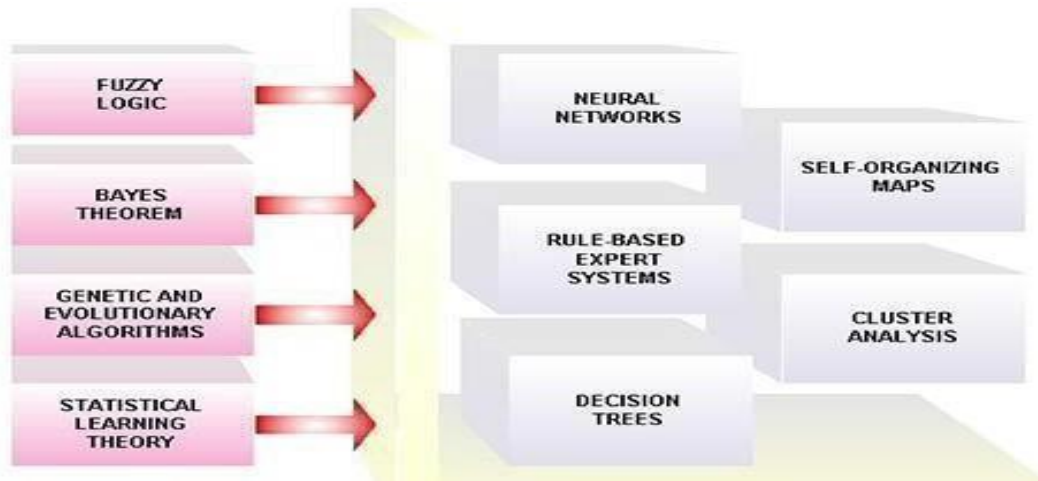 FUZZY
LOGIC
BAYES
THEOREM
GENETIC AND
EVOLUTIONARY
ALGORITHMS
STATISTICAL
LEARNING
THEORY
NEURAL
NETWORKS
SELF-ORGANIZING
MAPS
RULE-BASED
EXPERT
SYSTEMS
CLUSTER
ANALYSIS
DECISION
TREES